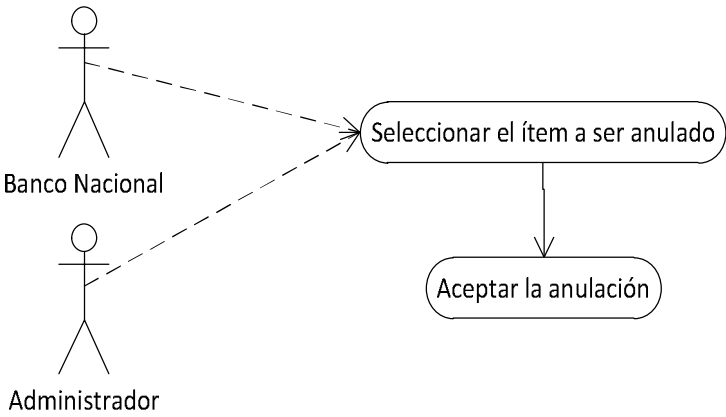 Banco Nacional
Seleccionar el ítem a ser anulado
Aceptar la anulación
Administrador